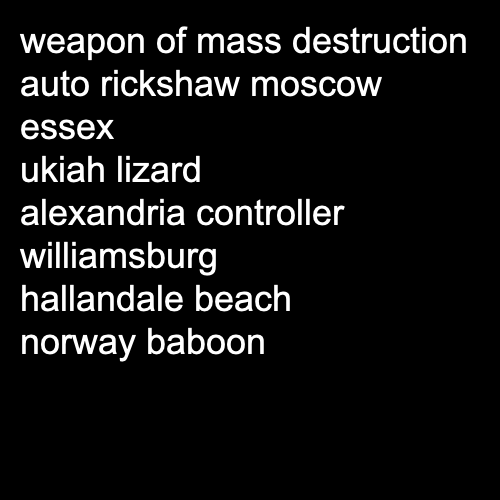 weapon of mass destruction
auto rickshaw moscow
essex
ukiah lizard
alexandria controller
williamsburg
hallandale beach
norway baboon